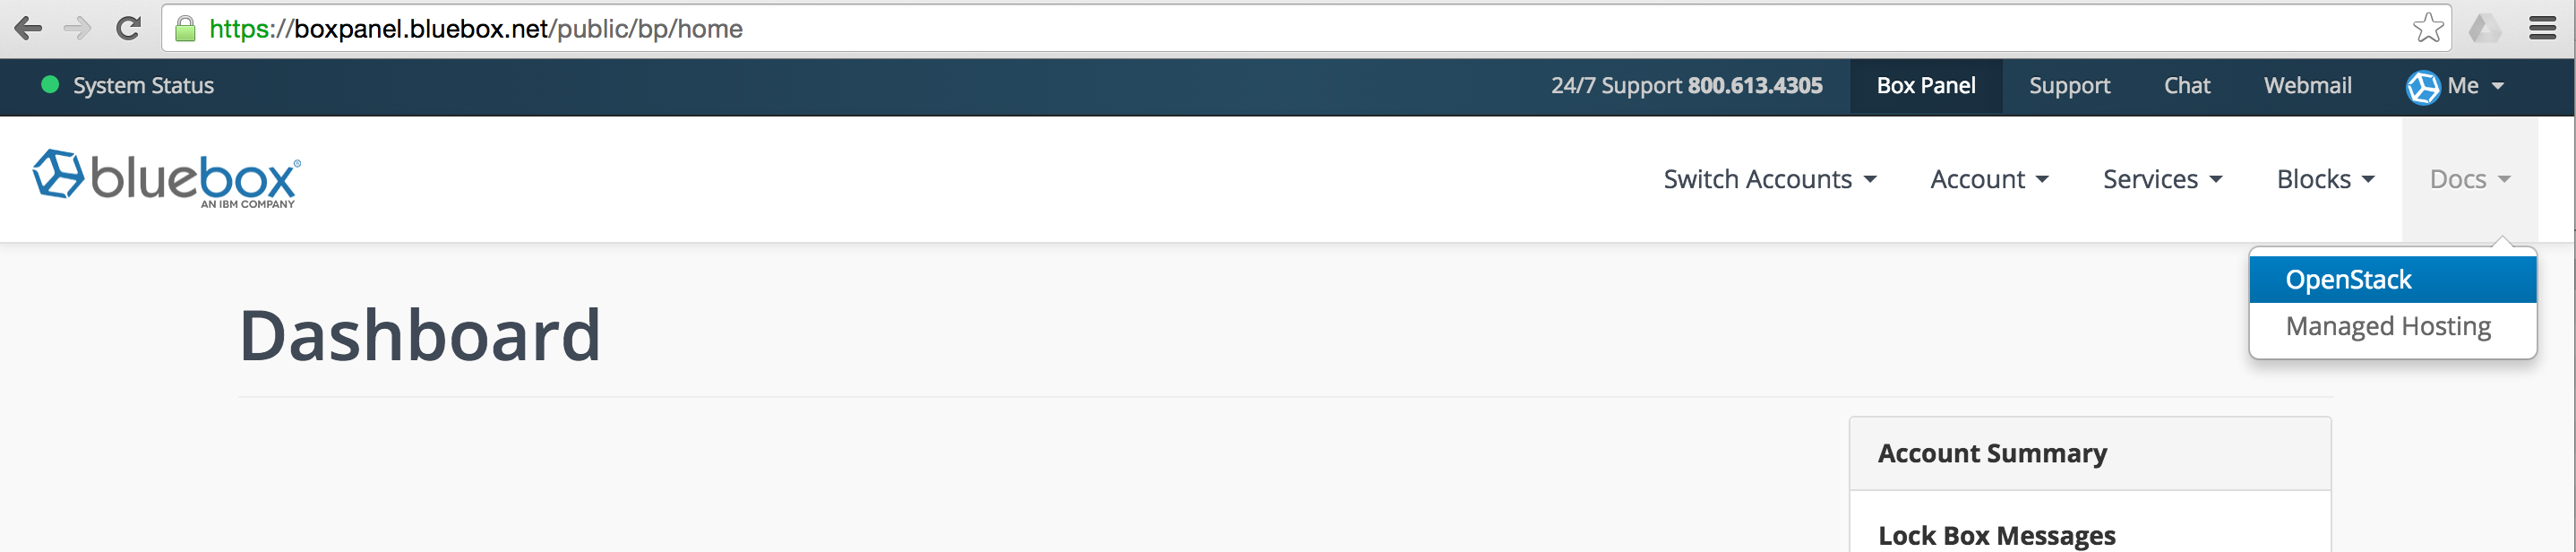 https://boxpanel.bluebox.net/public/bp/home
System Status 24/7 Support 800.613.4305 Box Panel Support Chat Webmail Me
bluebox®
AN IBM COMPANY
Switch Accounts Account Services Blocks Docs
OpenStack
Managed Hosting
Dashboard
Account Summary
Lock Box Messages